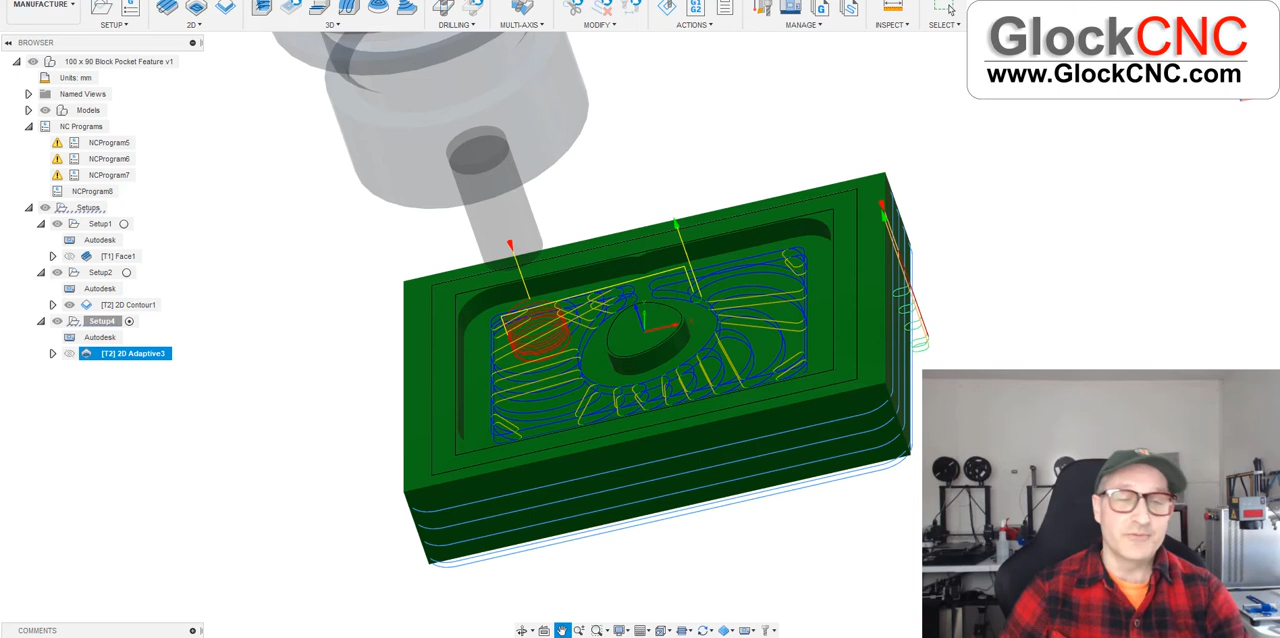 MANUFACTURE
SETUP
2D
3D
DRILLING
MULTI-AXIS
MODIFY
ACTIONS
MANAGE
INSPECT
SELECT
GlockCNC
www.GlockCNC.com
BROWSER
100 x 90 Block Pocket Feature v1
Units: mm
Named Views
Models
NC Programs
NCProgram5
NCProgram6
NCProgram7
NCProgram8
Setups
Setup1
Autodesk
[T1] Face1
Setup2
Autodesk
[T2] 2D Contour1
Setup4
Autodesk
[T2] 2D Adaptive3
COMMENTS
G1
G2